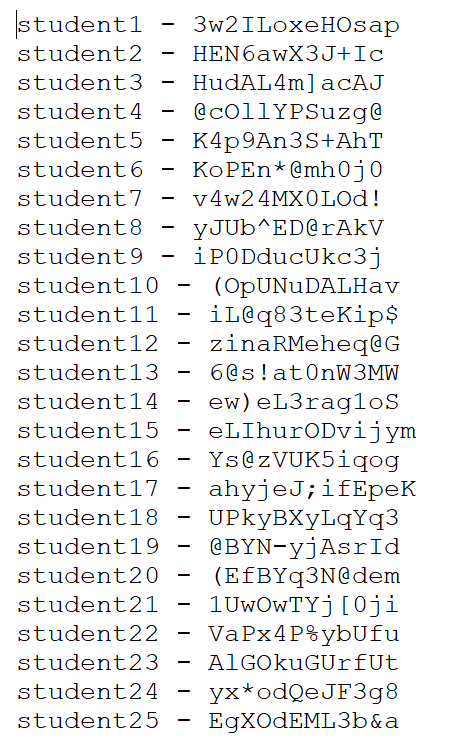 student1 - 3w2ILoxeHOsap
student2 - HEN6awX3J+Ic
student3 - HudAL4m]acAJ
student4 - @cOllYPSuzg@
student5 - K4p9An3S+AhT
student6 - KoPEn*@mh0j0
student7 - v4w24MX0LOd!
student8 - yJUb^ED@rAkV
student9 - iP0DducUkc3j
student10 - (OpUNuDALHav
student11 - iL@q83teKip$
student12 - zinaRMeheq@G
student13 - 6@s!at0nW3MW
student14 - ew)eL3rag1oS
student15 - eLIhurODvijym
student16 - Ys@zVUK5iqog
student17 - ahyjeJ;ifEpeK
student18 - UPkyBXyLqYq3
student19 - @BYN-yjAsrId
student20 - (EfBYq3N@dem
student21 - 1UwOwTYj[0ji
student22 - VaPx4P%ybUfu
student23 - AlGOkuGUrfUt
student24 - yx*odQeJF3g8
student25 - EgXOdEML3b&a